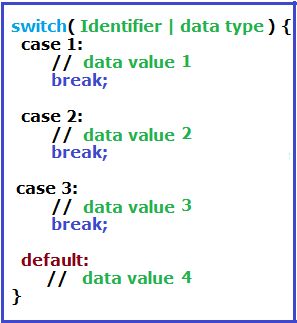 switch( Identifier | data type ) {
case 1:
// data value 1
break;
case 2:
// data value 2
break;
case 3:
// data value 3
break;
default:
// data value 4
}